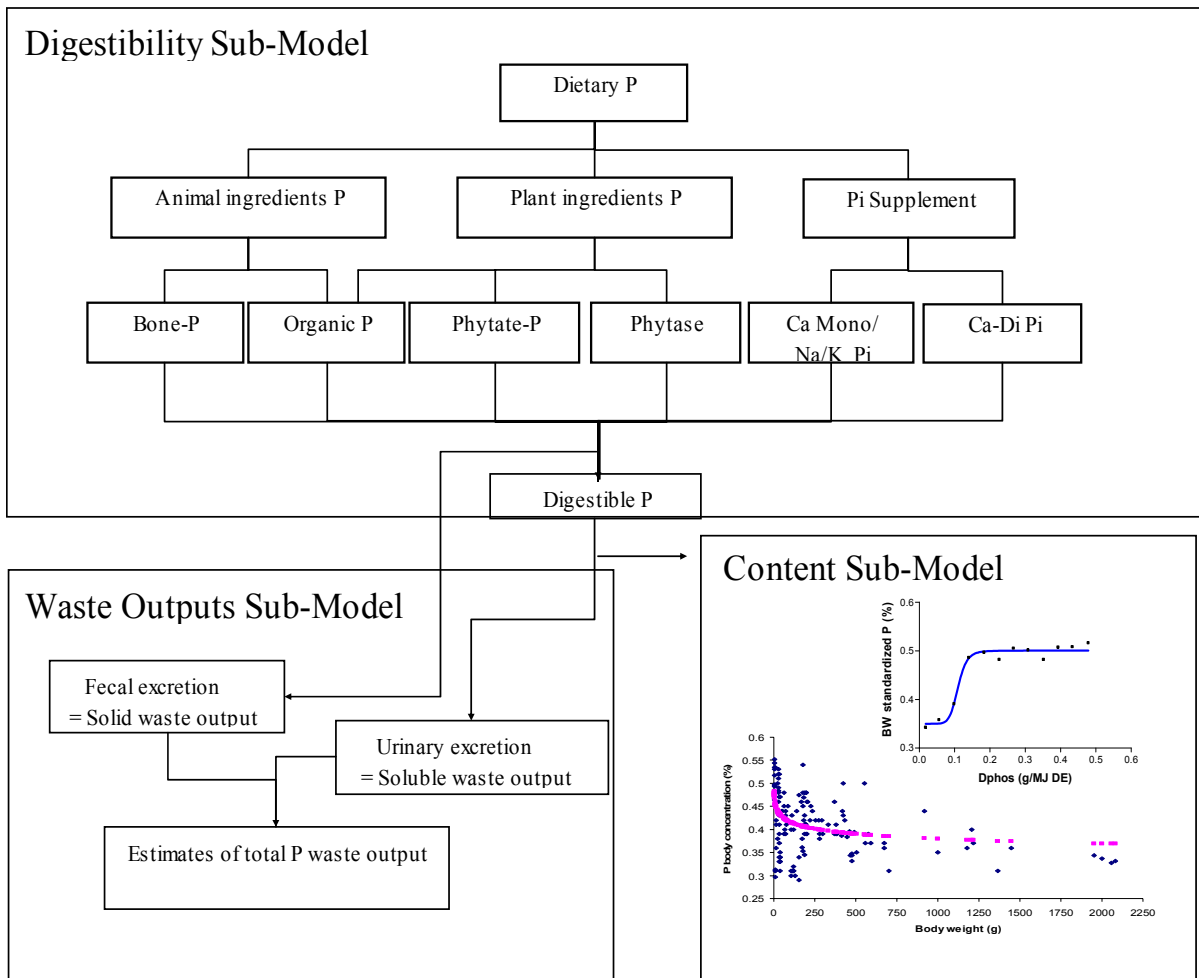 Digestibility Sub-Model
Dietary P
Animal ingredients P
Plant ingredients P
Pi Supplement
Bone-P
Organic P
Phytate-P
Phytase
Ca Mono/
Na/K Pi
Ca-Di Pi
Digestible P
Waste Outputs Sub-Model
Fecal excretion
= Solid waste output
Urinary excretion
= Soluble waste output
Estimates of total P waste output
Content Sub-Model
BW standardized P (%)
0.6
0.5
0.4
0.3
0.0 0.1 0.2 0.3 0.4 0.5 0.6
Dphos (g/MJ DE)
P body concentration (%)
0.6
0.55
0.5
0.45
0.4
0.35
0.3
0.25
0 250 500 750 1000 1250 1500 1750 2000 2250
Body weight (g)